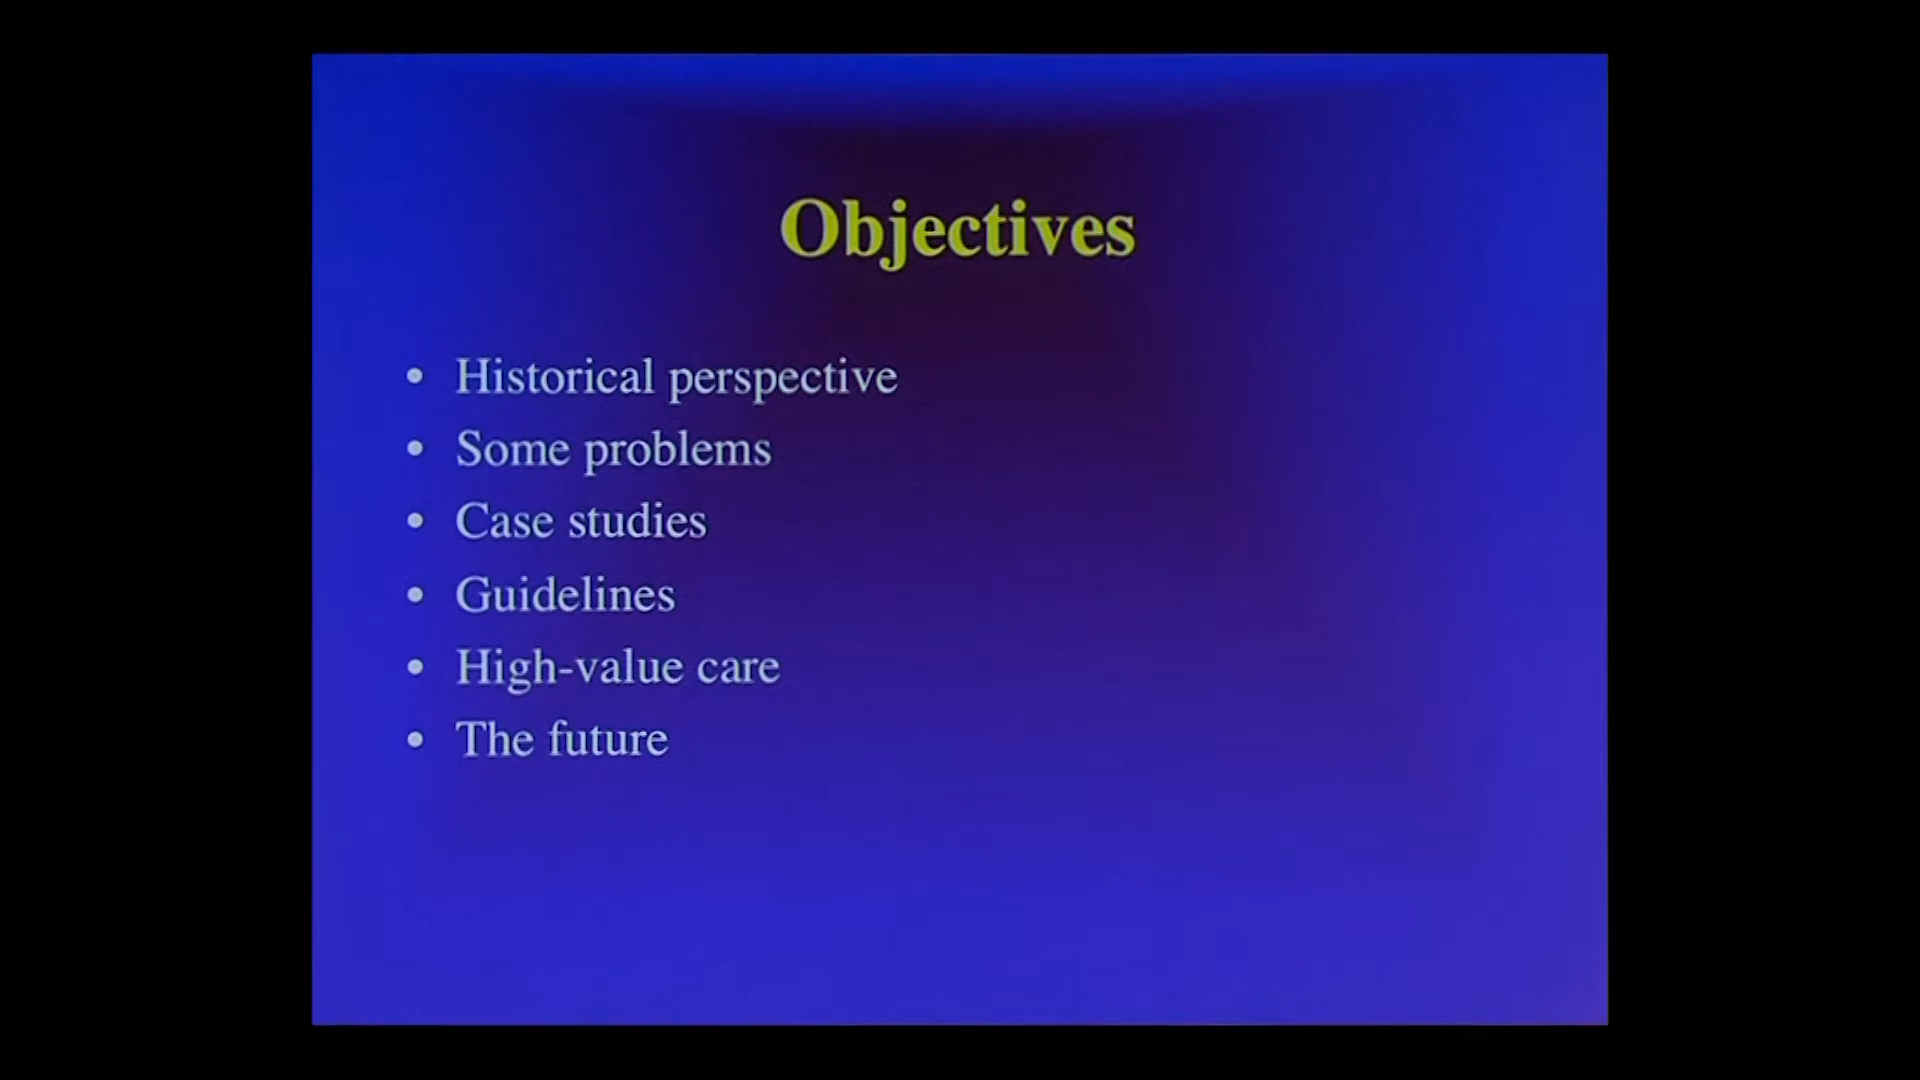 Objectives
• Historical perspective
• Some problems
• Case studies
• Guidelines
• High-value care
• The future